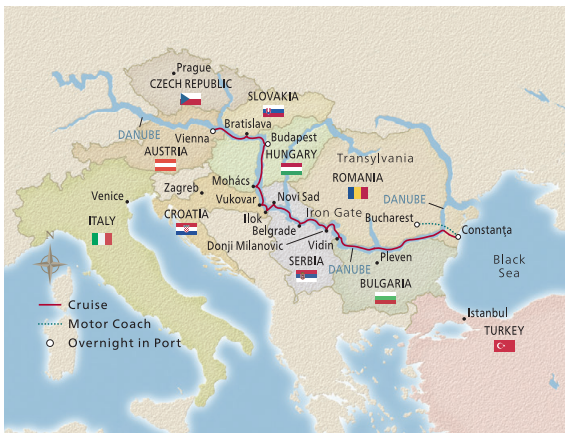 Prague
CZECH REPUBLIC
SLOVAKIA
DANUBE
Bratislava
Vienna
Budapest
AUSTRIA
HUNGARY
Transylvania
ROMANIA
Mohács
Zagreb
Novi Sad
DANUBE
Venice
Vukovar
Iron Gate
Bucharest
ITALY
CROATIA
Ilok
Belgrade
Constanţa
Donji Milanovic
Vidin
N
Pleven
Black
Sea
SERBIA
DANUBE
BULGARIA
Cruise
Motor Coach
Overnight in Port
Istanbul
TURKEY